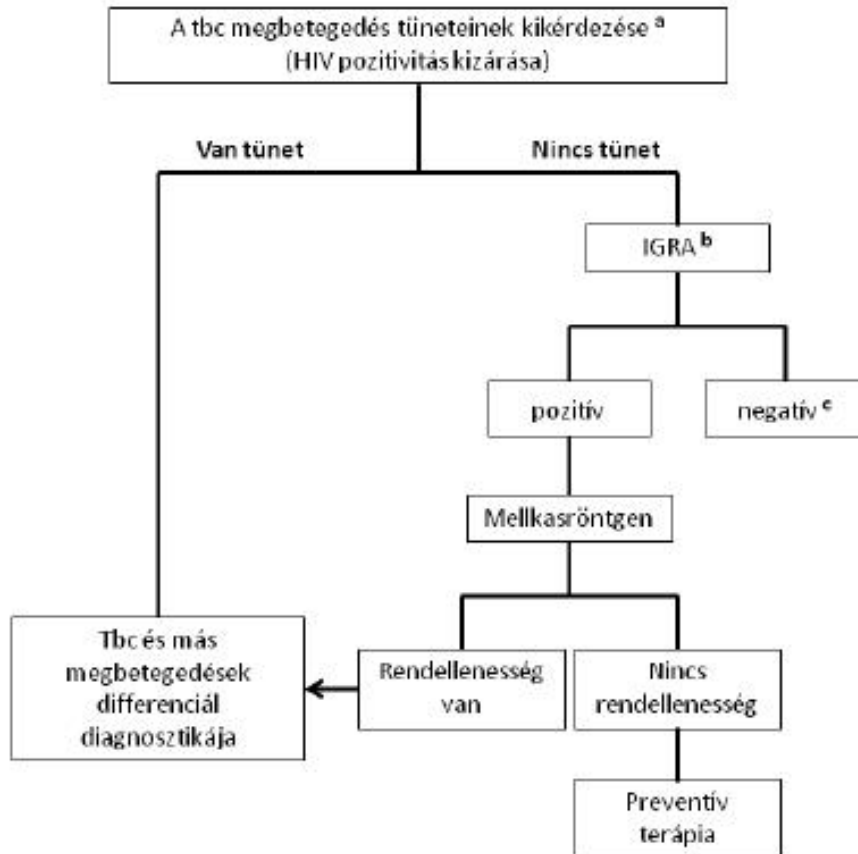 A tbc megbetegedés tüneteinek kikérdezése a
(HIV pozitivitás kizárása)
Van tünet
Nincs tünet
IGRA b
pozitív
negatív c
Mellkasröntgen
Tbc és más
megbetegedések
differenciál
diagnosztikája
Rendellenesség
van
Nincs
rendellenesség
Preventív
terápia